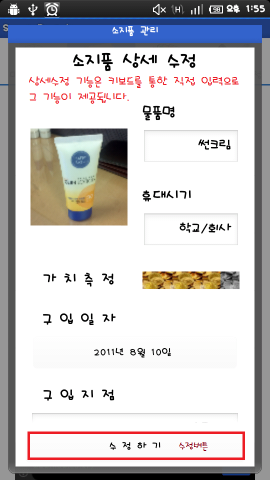 오후 1:55
소지품 관리
소지품 상세 수정
상세수정 기능은 키보드를 통한 직접 입력으로
그 기능이 제공됩니다.
물품명
썬크림
휴대시기
학교/회사
가 치 측 정
구 입 일 자
2011년 8월 10일
구 입 지 점
수 정 하 기 수정버튼